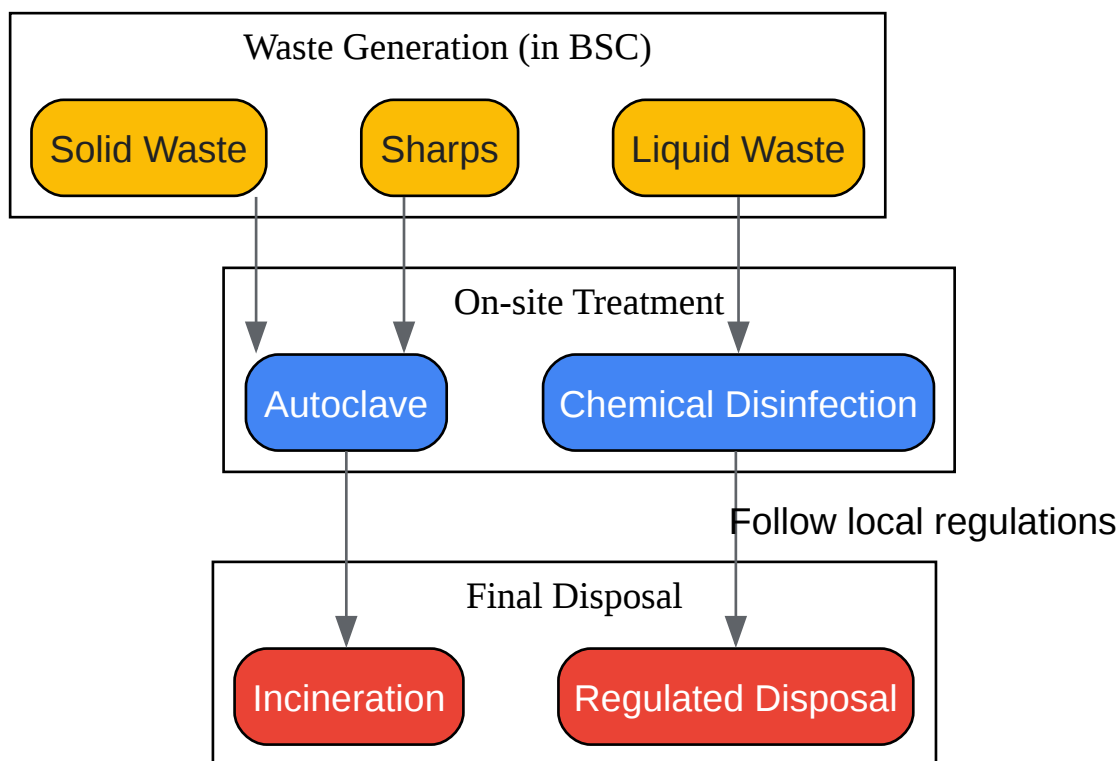 Waste Generation (in BSC)
Solid Waste
Sharps
Liquid Waste
On-site Treatment
Autoclave
Chemical Disinfection
Follow local regulations
Final Disposal
Incineration
Regulated Disposal